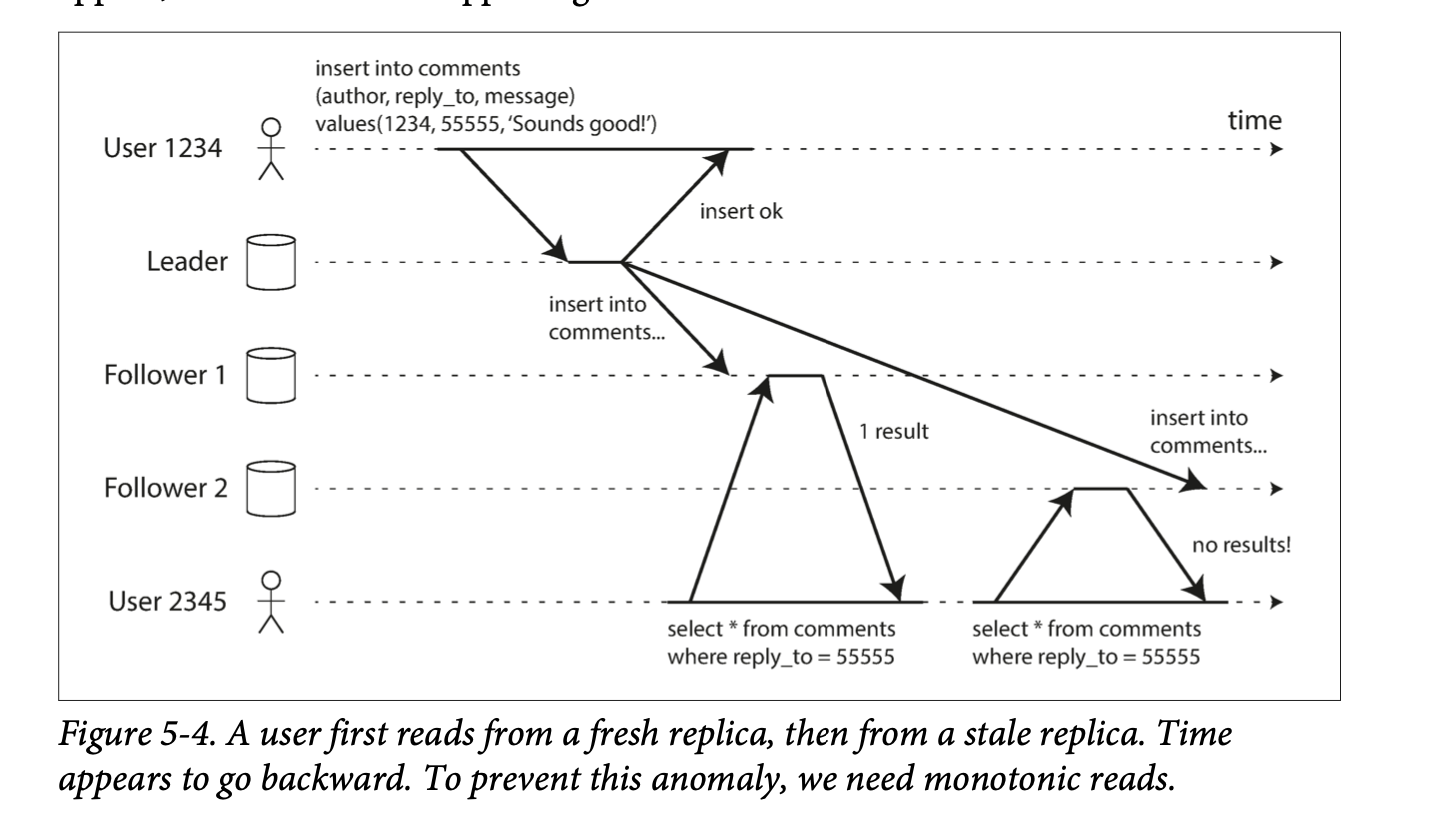 insert into comments
(author, reply_to, message)
values(1234, 55555, ‘Sounds good!’)
time
User 1234
insert ok
Leader
insert into
comments...
Follower 1
1 result
insert into
comments...
Follower 2
no results!
User 2345
select * from comments
where reply_to = 55555
select * from comments
where reply_to = 55555
Figure 5-4. A user first reads from a fresh replica, then from a stale replica. Time
appears to go backward. To prevent this anomaly, we need monotonic reads.